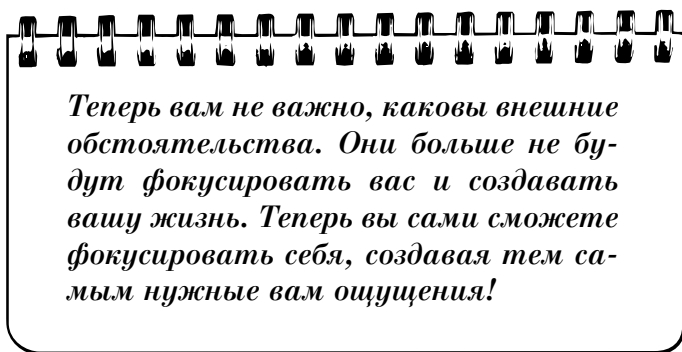 Теперь вам не важно, каковы внешние
обстоятельства. Они больше не бу-
дут фокусировать вас и создавать
вашу жизнь. Теперь вы сами сможете
фокусировать себя, создавая тем са-
мым нужные вам ощущения!